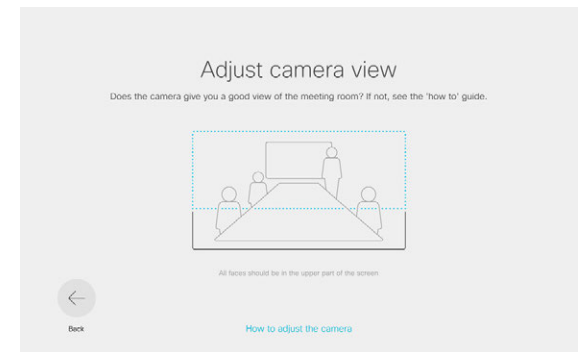 Adjust camera view
Does the camera give you a good view of the meeting room? If not, see the 'how to' guide.
All faces should be in the upper part of the screen
Back
How to adjust the camera